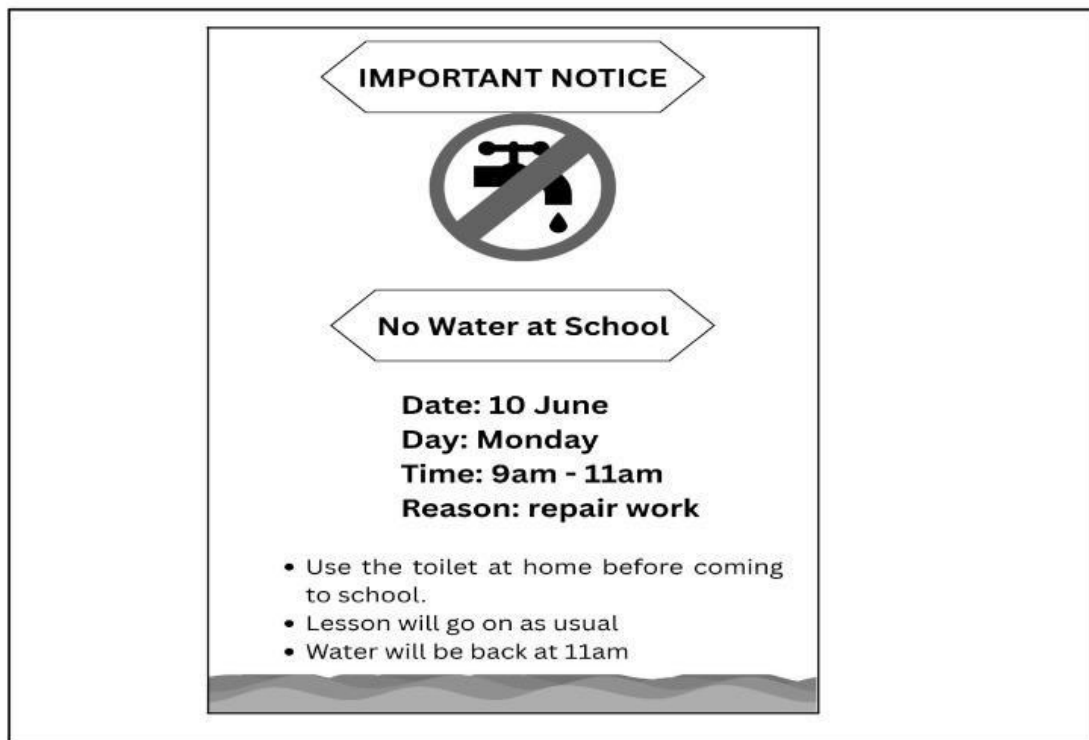 IMPORTANT NOTICE
No Water at School
Date: 10 June
Day: Monday
Time: 9am - 11am
Reason: repair work
• Use the toilet at home before coming
to school.
• Lesson will go on as usual
• Water will be back at 11am